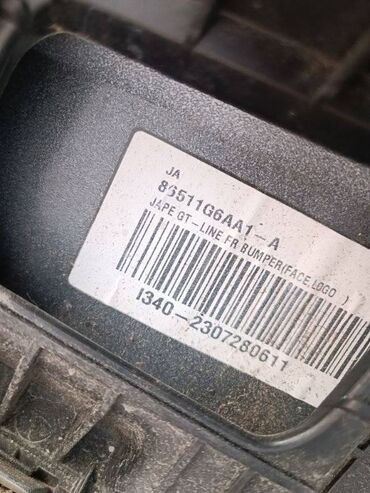 JA
86511G6AA1-A
JAPE GT-LINE FR BUMPER(FACE,LOGO )
I340-2307280611